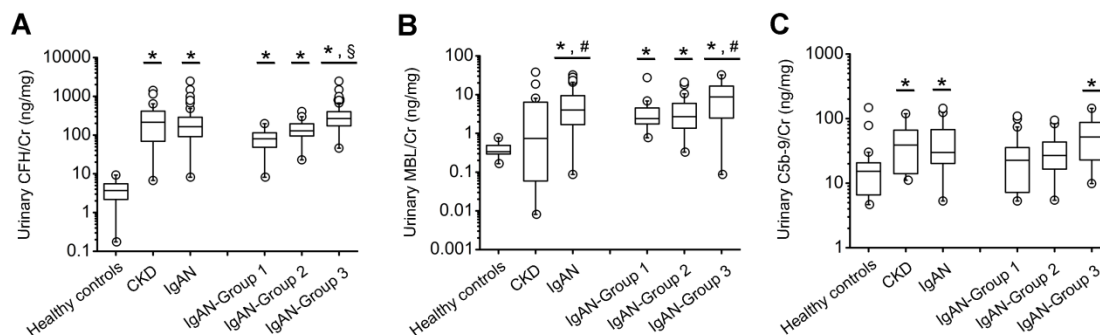 A
Urinary CFH/Cr (ng/mg)
10000
1000
100
10
1
0.1
* * * * *, §
Healthy controls
CKD
IgAN
IgAN-Group 1
IgAN-Group 2
IgAN-Group 3
B
Urinary MBL/Cr (ng/mg)
100
10
1
0.1
0.01
0.001
*, # * * *, #
Healthy controls
CKD
IgAN
IgAN-Group 1
IgAN-Group 2
IgAN-Group 3
C
Urinary C5b-9/Cr (ng/mg)
1000
100
10
1
* * *
Healthy controls
CKD
IgAN
IgAN-Group 1
IgAN-Group 2
IgAN-Group 3